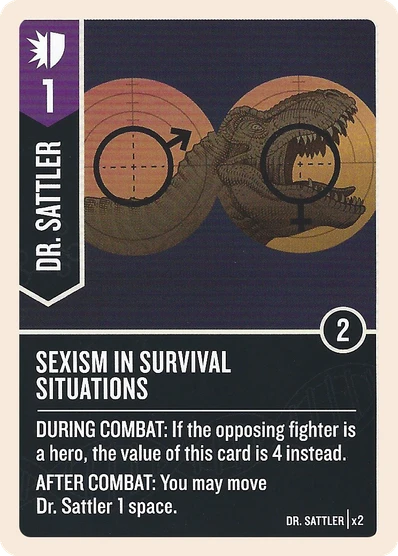 1
DR. SATTLER
2
SEXISM IN SURVIVAL
SITUATIONS
DURING COMBAT: If the opposing fighter is
a hero, the value of this card is 4 instead.
AFTER COMBAT: You may move
Dr. Sattler 1 space.
DR. SATTLER | x2